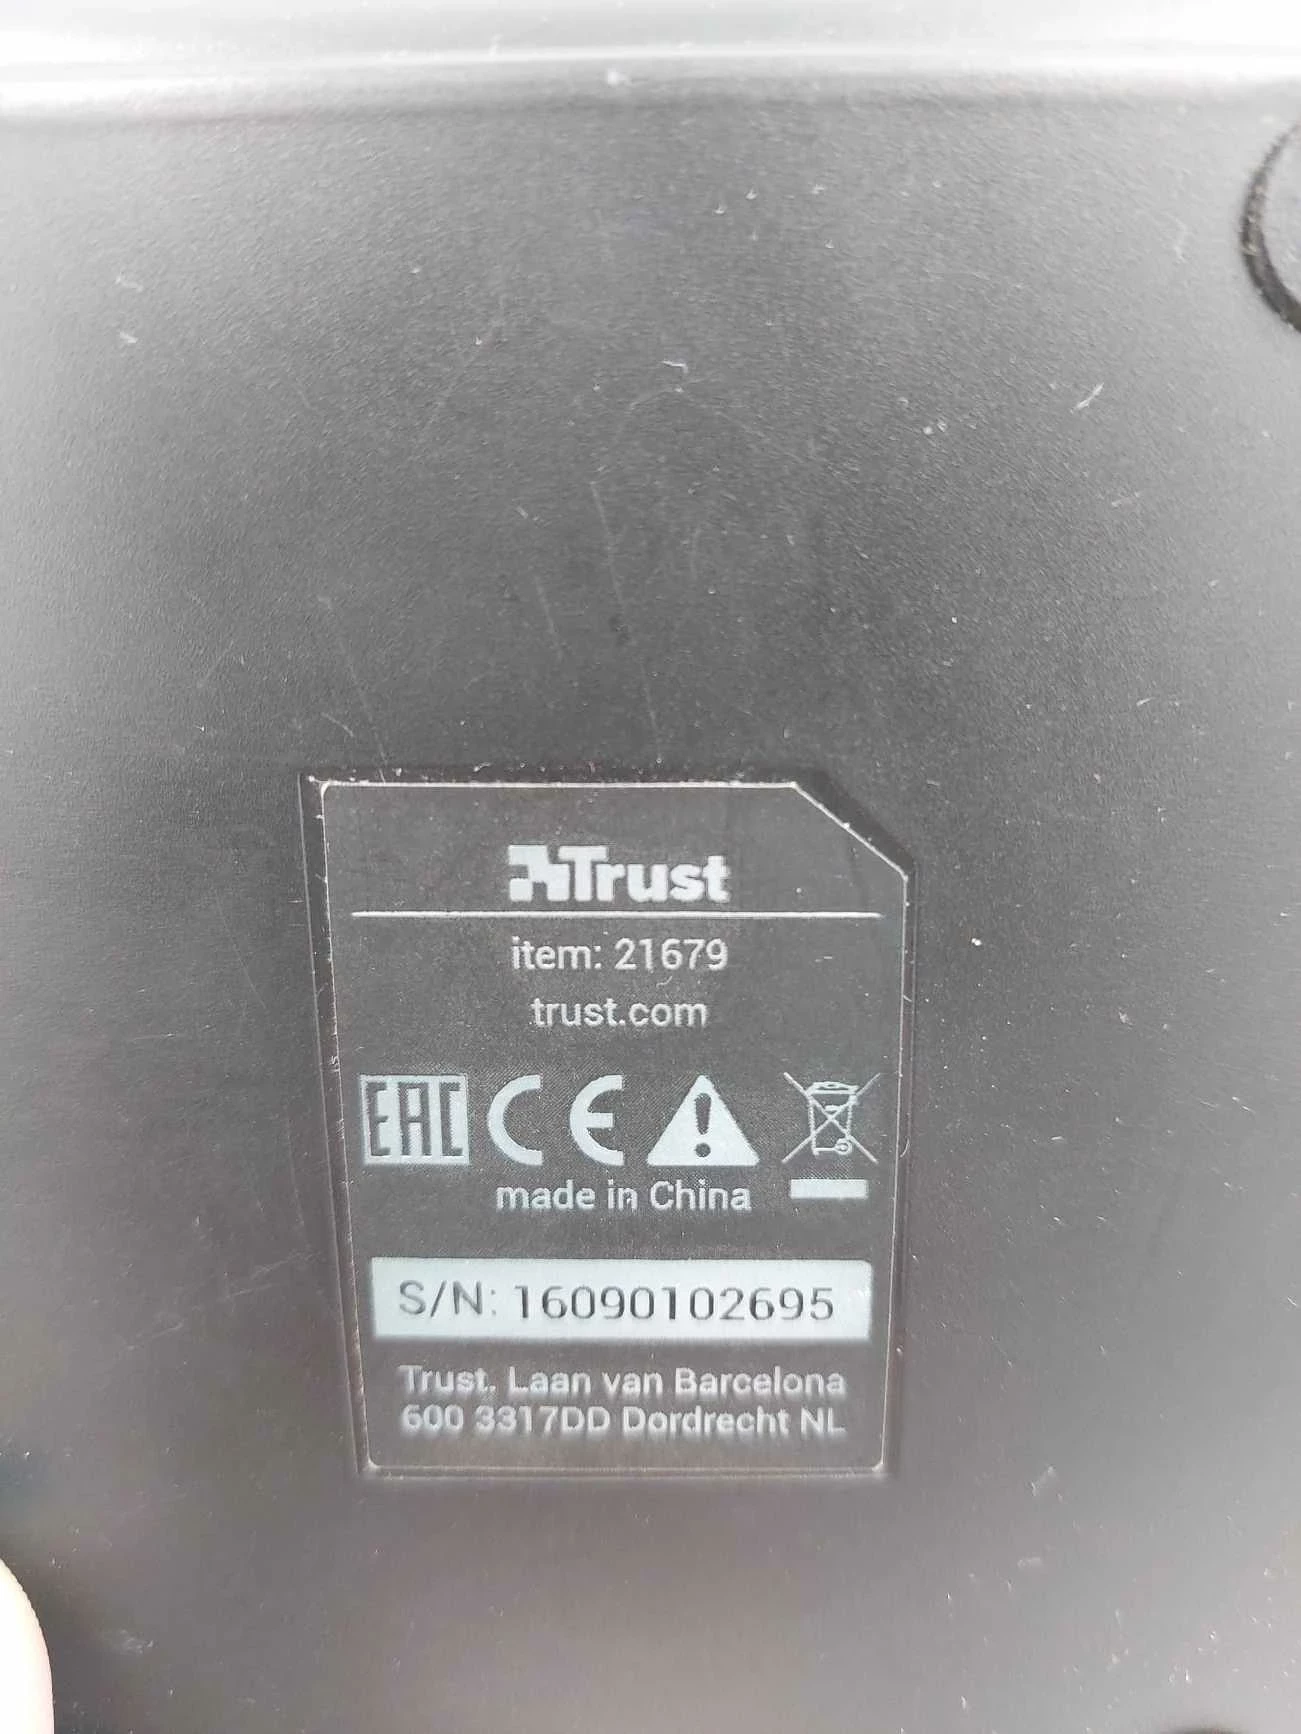 Trust
item: 21679
trust.com
EAC CE
made in China
S/N: 16090102695
Trust. Laan van Barcelona
600 3317DD Dordrecht NL